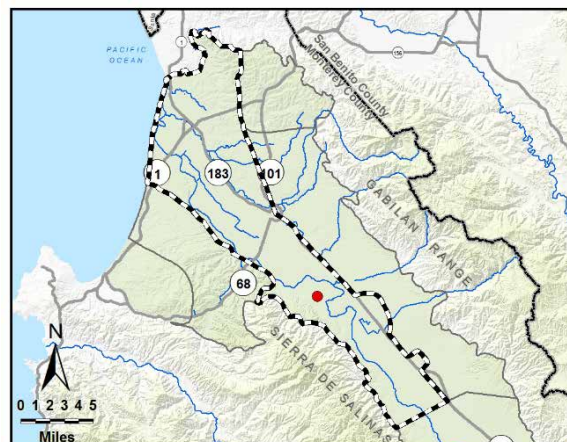 1
PACIFIC
OCEAN
San Benito County
Monterey County
156
1
183
101
GABILAN RANGE
68
SIERRA DE SALINAS
N
0 1 2 3 4 5
Miles